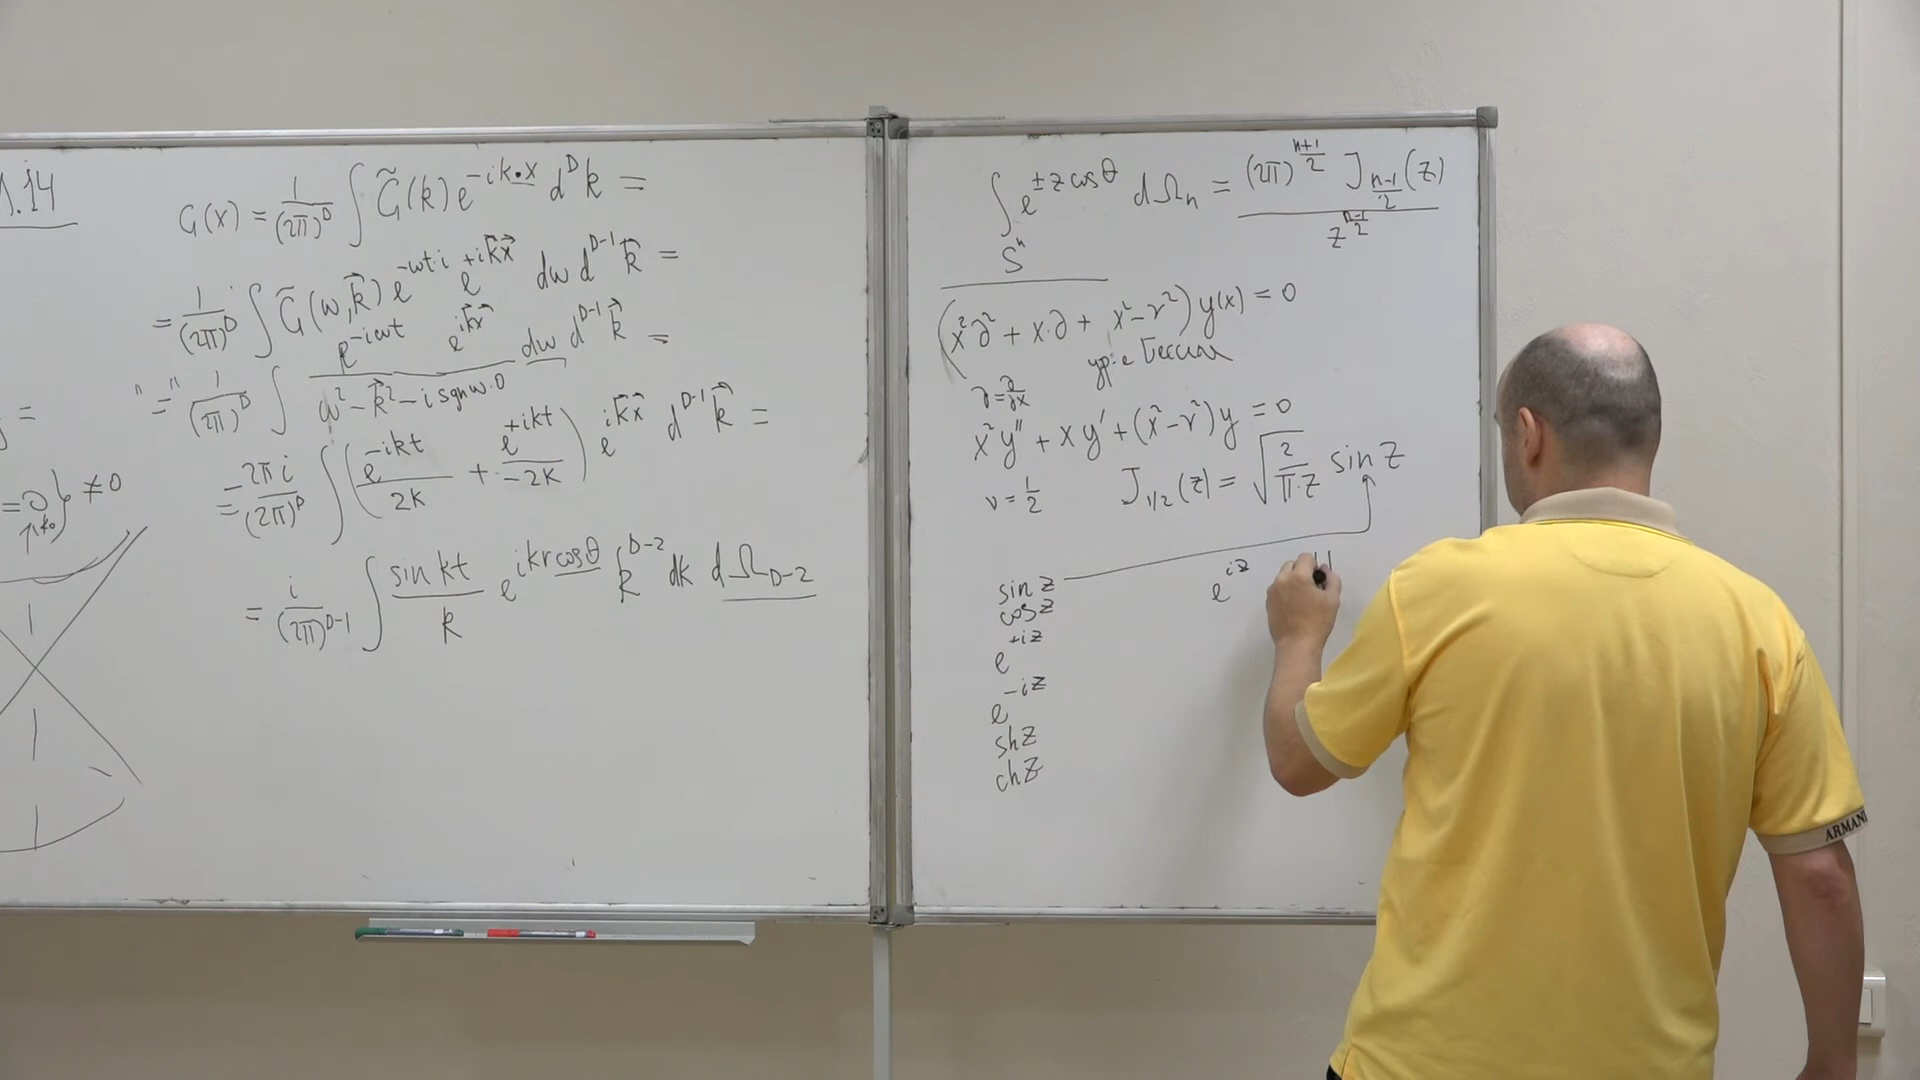 Л.14
G(x) = 1/(2π)^D ∫ G̃(k) e^{-ik•x} d^D k =
= 1/(2π)^D ∫ G̃(ω, k⃗) e^{-ωt·i} e^{+ik⃗x⃗} dω d^{D-1} k⃗ =
"=" 1/(2π)^D ∫ e^{-iωt} e^{ik⃗x⃗} / (ω² - k⃗² - i sgn ω·0) dω d^{D-1} k⃗ =
= -2πi/(2π)^D ∫ (e^{-ikt}/2k + e^{+ikt}/-2k) e^{ik⃗x⃗} d^{D-1} k⃗ =
= i/(2π)^{D-1} ∫ sin kt / k e^{ikr cosθ} k^{D-2} dk dΩ_{D-2}
=
=0} ≠0
∫_{S^n} e^{±z cosθ} dΩ_n = (2π)^{(n+1)/2} J_{(n-1)/2}(z) / z^{(n-1)/2}
(x²∂² + x·∂ + x² - ν²) y(x) = 0
ур-е Бесселя
∂ = ∂/∂x
x²y'' + xy' + (x² - ν²)y = 0
ν = 1/2 J_{1/2}(z) = √(2/(π·z)) sin z
sin z
cos z
e^{iz}
e^{+iz}
e^{-iz}
sh z
ch z
ARMANI